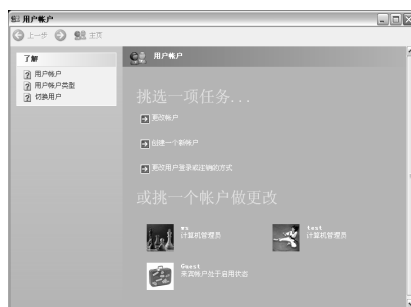 用户帐户
上一步 主页
了解
用户帐户
用户帐户类型
切换用户
用户帐户
挑选一项任务...
更改帐户
创建一个新帐户
更改用户登录或注销的方式
或挑一个帐户做更改
计算机管理员
test
计算机管理员
Guest
来宾帐户处于启用状态